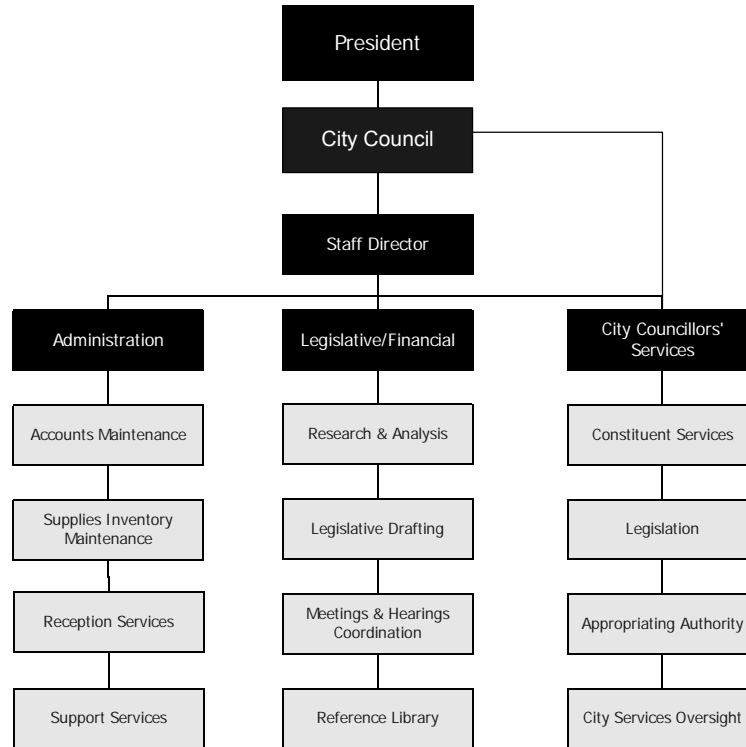 President
City Council
Staff Director
Administration
Legislative/Financial
City Councillors'
Services
Accounts Maintenance
Research & Analysis
Constituent Services
Supplies Inventory
Maintenance
Legislative Drafting
Legislation
Reception Services
Meetings & Hearings
Coordination
Appropriating Authority
Support Services
Reference Library
City Services Oversight